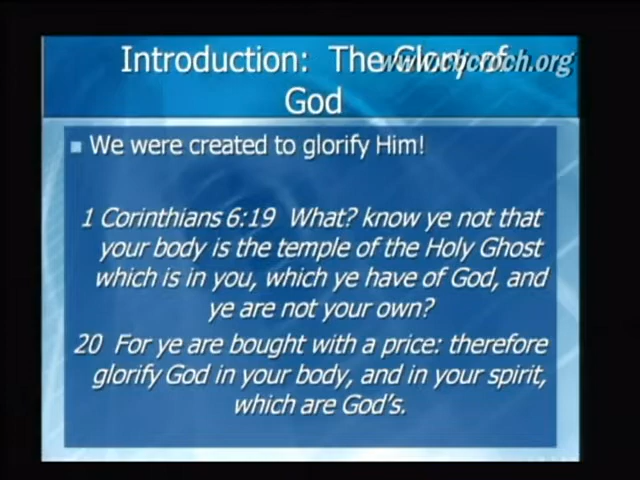 Introduction: The Glory of
God
We were created to glorify Him!
1 Corinthians 6:19 What? know ye not that
your body is the temple of the Holy Ghost
which is in you, which ye have of God, and
ye are not your own?
20 For ye are bought with a price: therefore
glorify God in your body, and in your spirit,
which are God's.